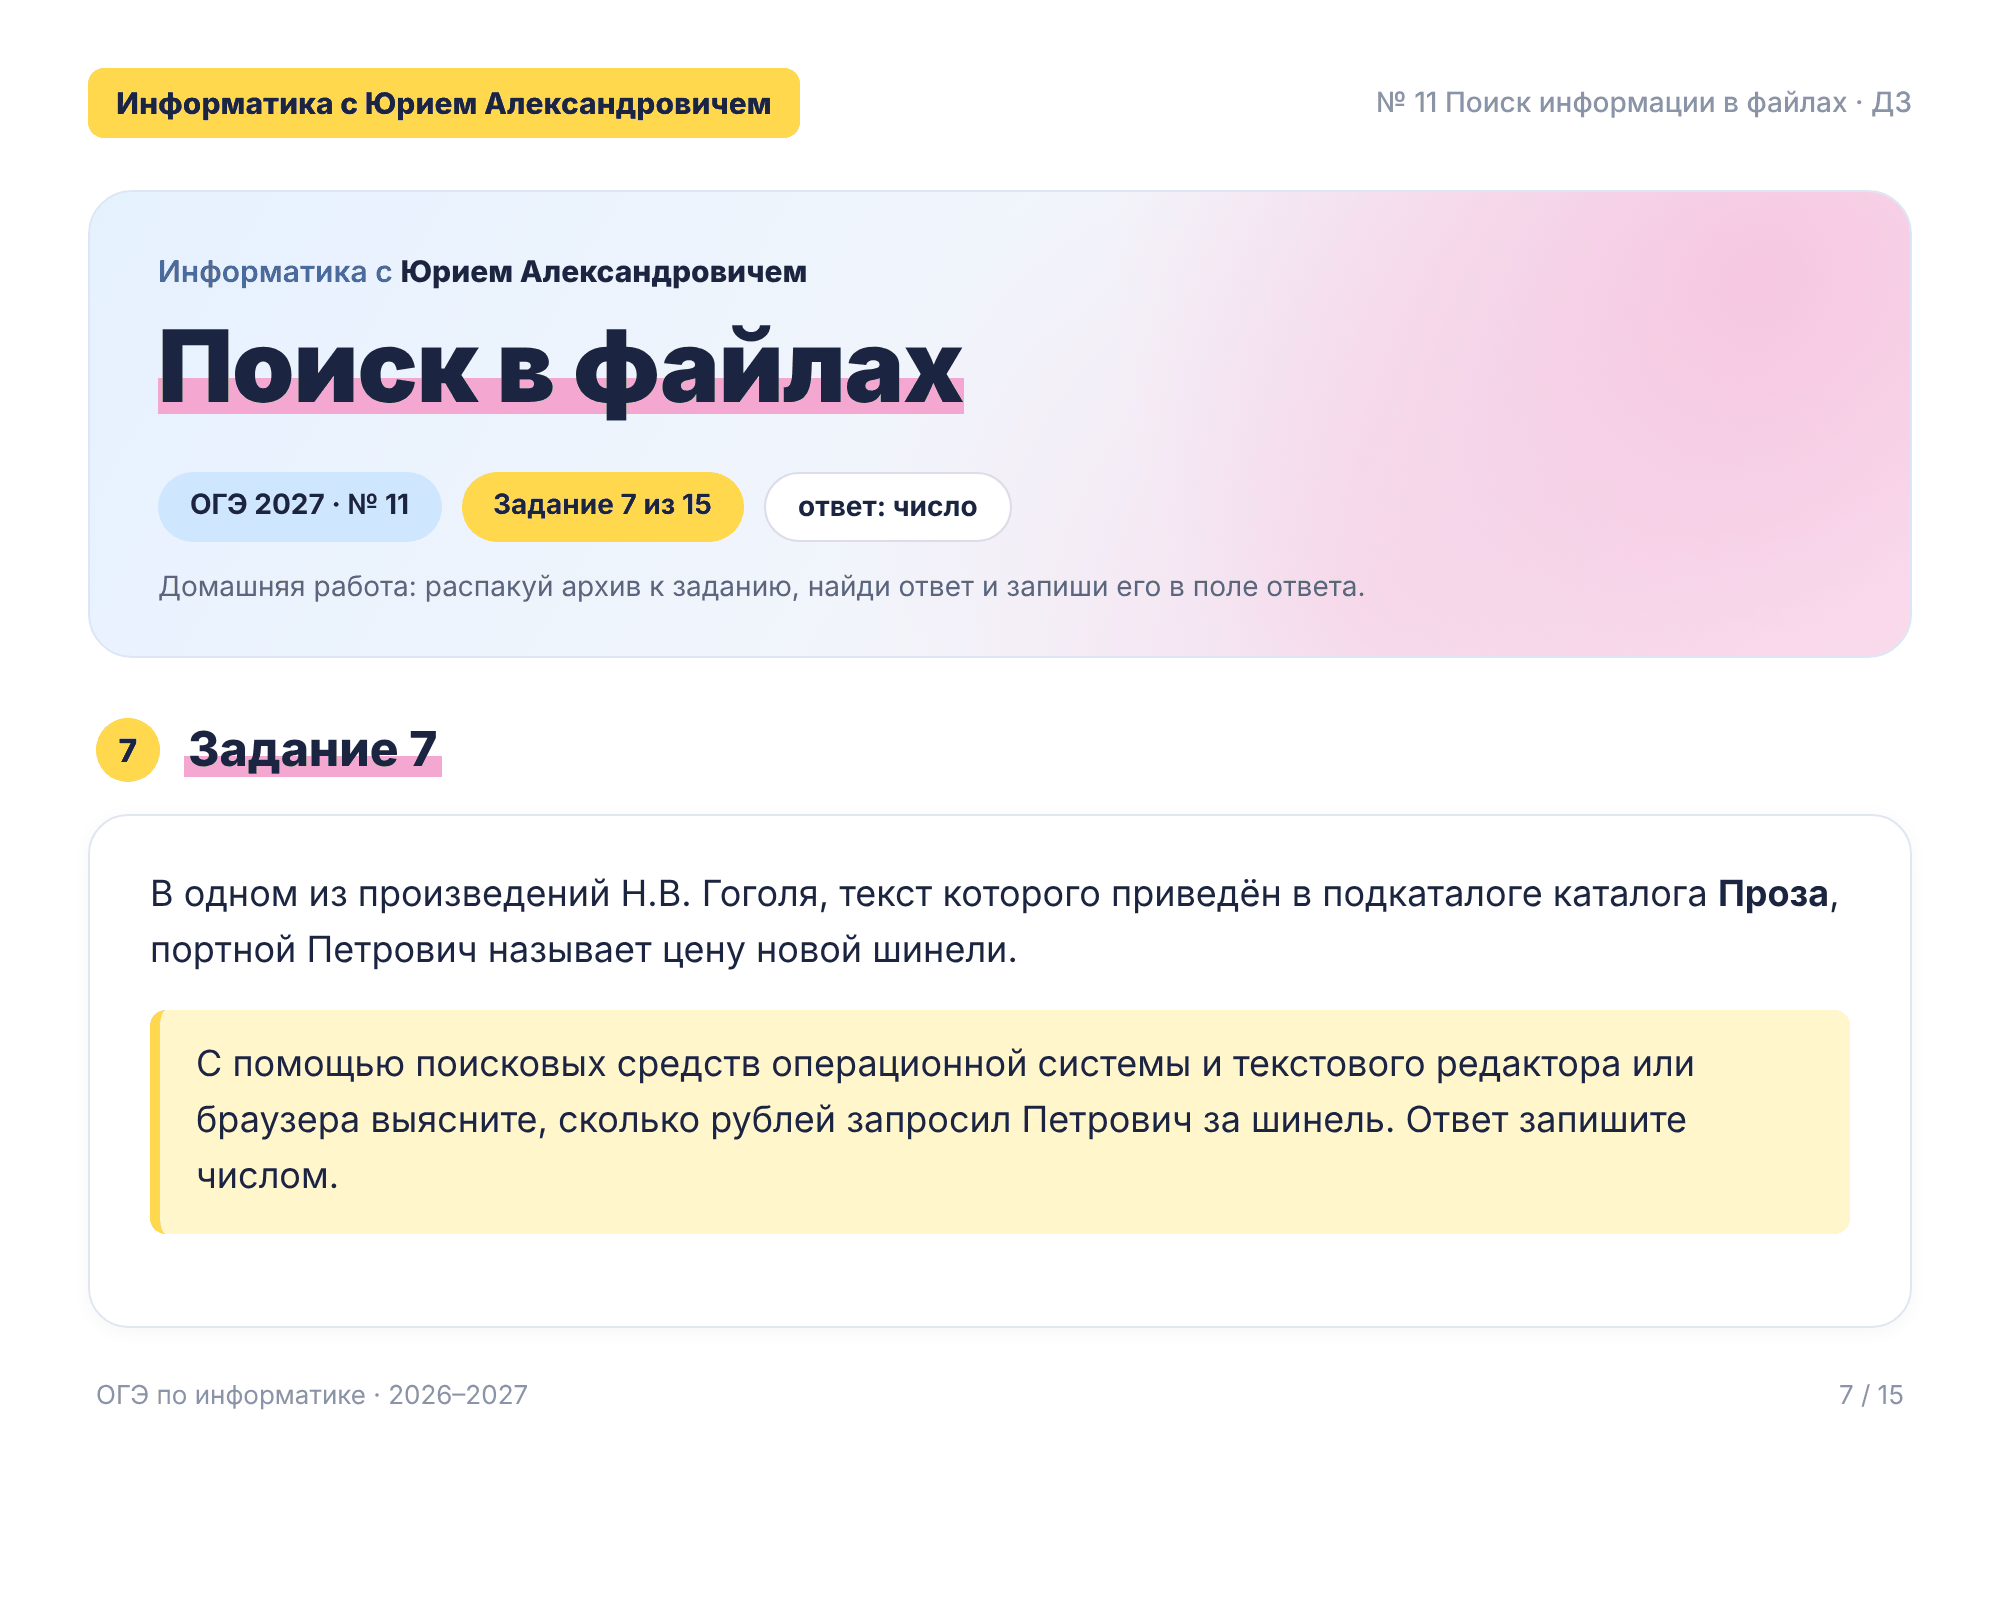 Информатика с Юрием Александровичем
№ 11 Поиск информации в файлах · ДЗ
Информатика с Юрием Александровичем
Поиск в файлах
ОГЭ 2027 · № 11
Задание 7 из 15
ответ: число
Домашняя работа: распакуй архив к заданию, найди ответ и запиши его в поле ответа.
7
Задание 7
В одном из произведений Н.В. Гоголя, текст которого приведён в подкаталоге каталога Проза,
портной Петрович называет цену новой шинели.
С помощью поисковых средств операционной системы и текстового редактора или
браузера выясните, сколько рублей запросил Петрович за шинель. Ответ запишите
числом.
ОГЭ по информатике · 2026–2027
7 / 15